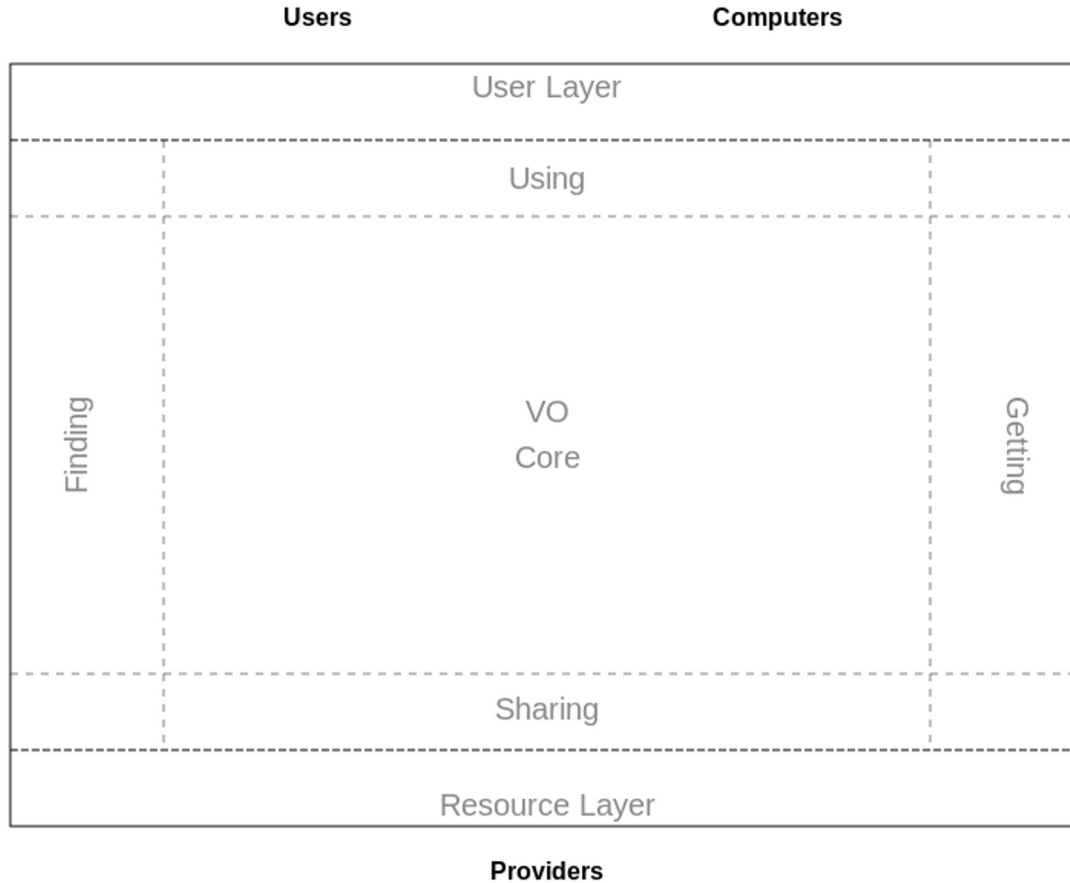 Users Computers
User Layer
Using
Finding
VO
Core
Getting
Sharing
Resource Layer
Providers